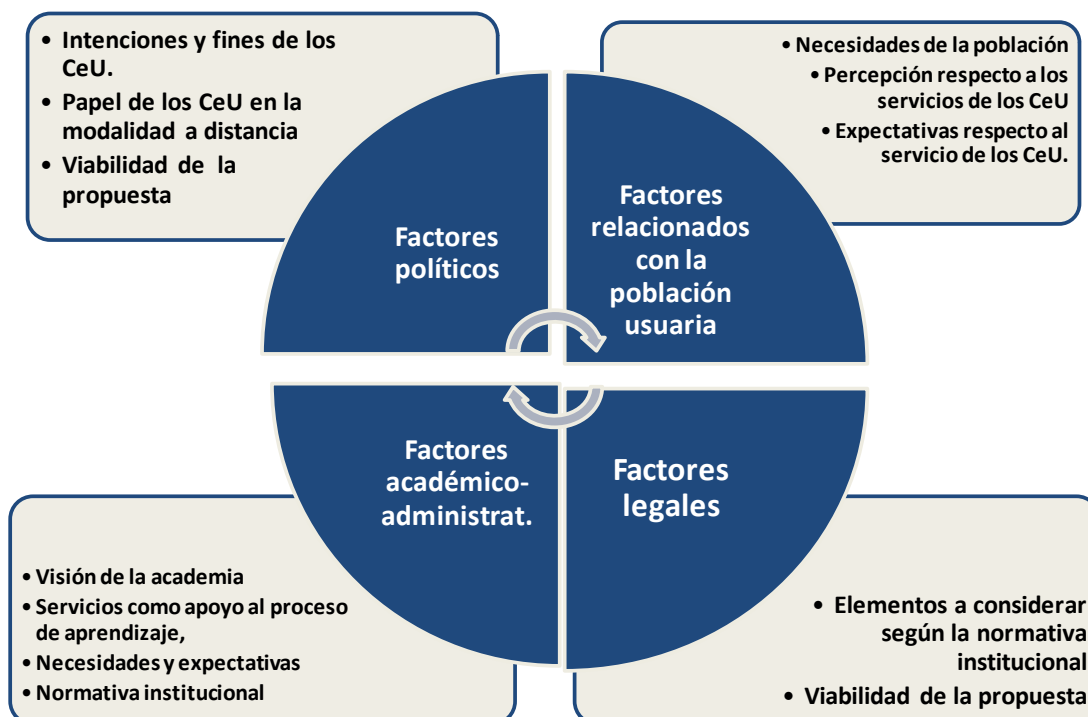 • Intenciones y fines de los
CeU.
• Papel de los CeU en la
modalidad a distancia
• Viabilidad de la
propuesta
• Necesidades de la población
• Percepción respecto a los
servicios de los CeU
• Expectativas respecto al
servicio de los CeU.
Factores
políticos
Factores
relacionados
con la
población
usuaria
Factores
académico-
administrat.
Factores
legales
• Visión de la academia
• Servicios como apoyo al proceso
de aprendizaje,
• Necesidades y expectativas
• Normativa institucional
• Elementos a considerar
según la normativa
institucional
• Viabilidad de la propuesta